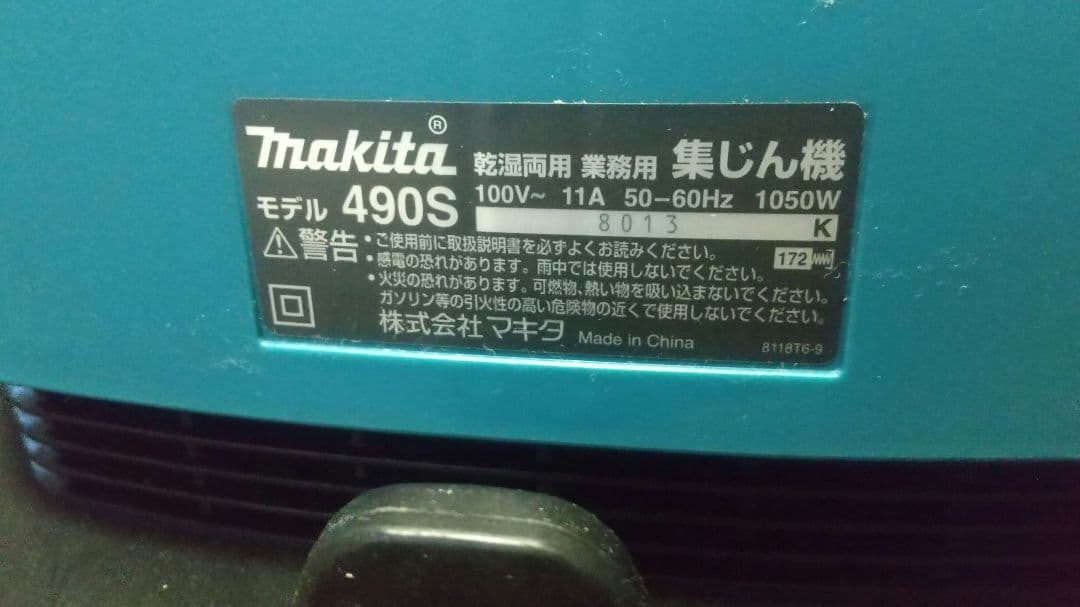 makita®
乾湿両用 業務用 集じん機
モデル 490S
100V~ 11A 50-60Hz 1050W
8013 K
警告
・ご使用前に取扱説明書を必ずよくお読みください。
172
・感電の恐れがあります。雨中では使用しないでください。
・火災の恐れがあります。可燃物、熱い物を吸い込まないでください。
ガソリン等の引火性の高い危険物の近くで使用しないでください。
株式会社 マキタ Made in China
8118T6-9